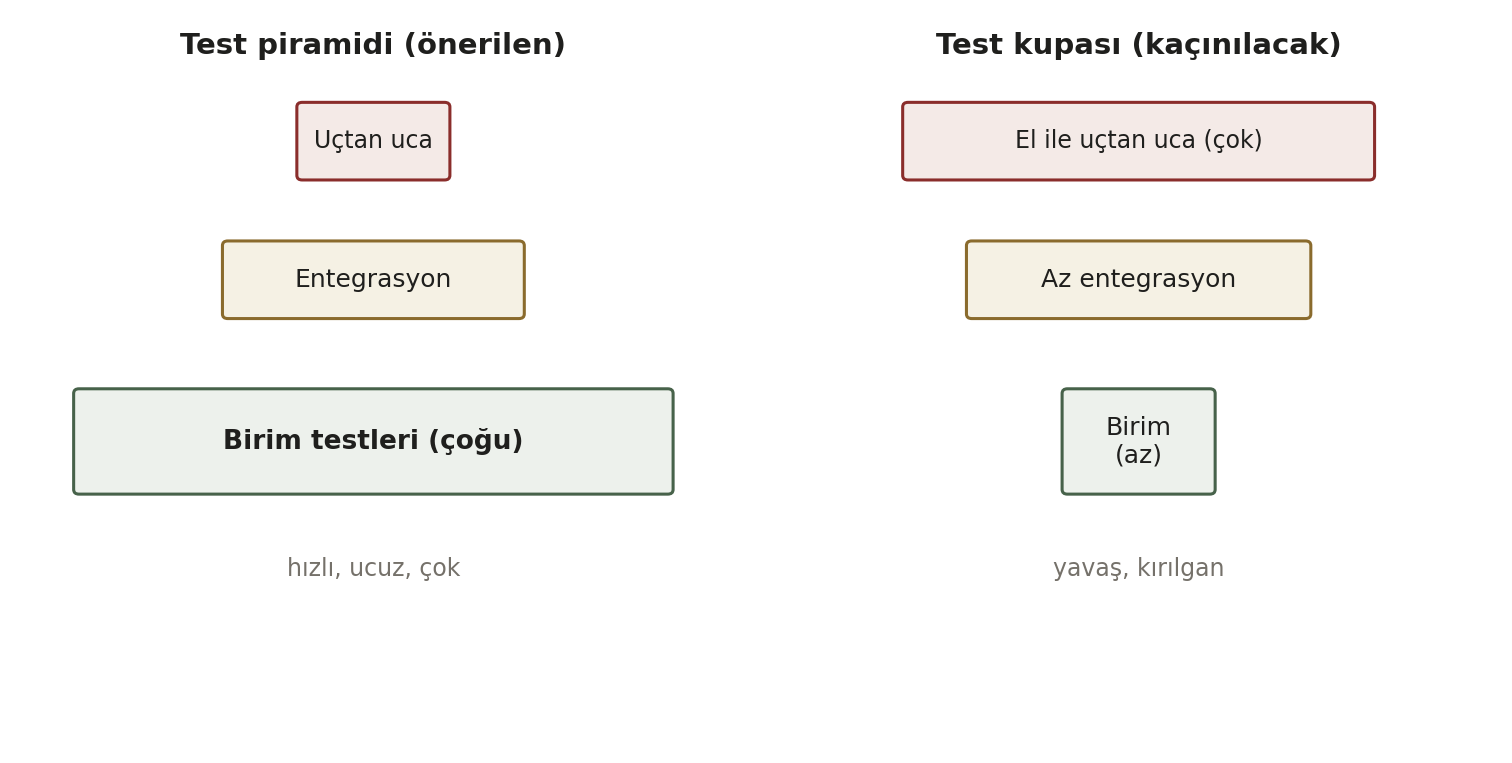 Test piramidi (önerilen)
Uçtan uca
Entegrasyon
Birim testleri (çoğu)
hızlı, ucuz, çok
Test kupası (kaçınılacak)
El ile uçtan uca (çok)
Az entegrasyon
Birim
(az)
yavaş, kırılgan